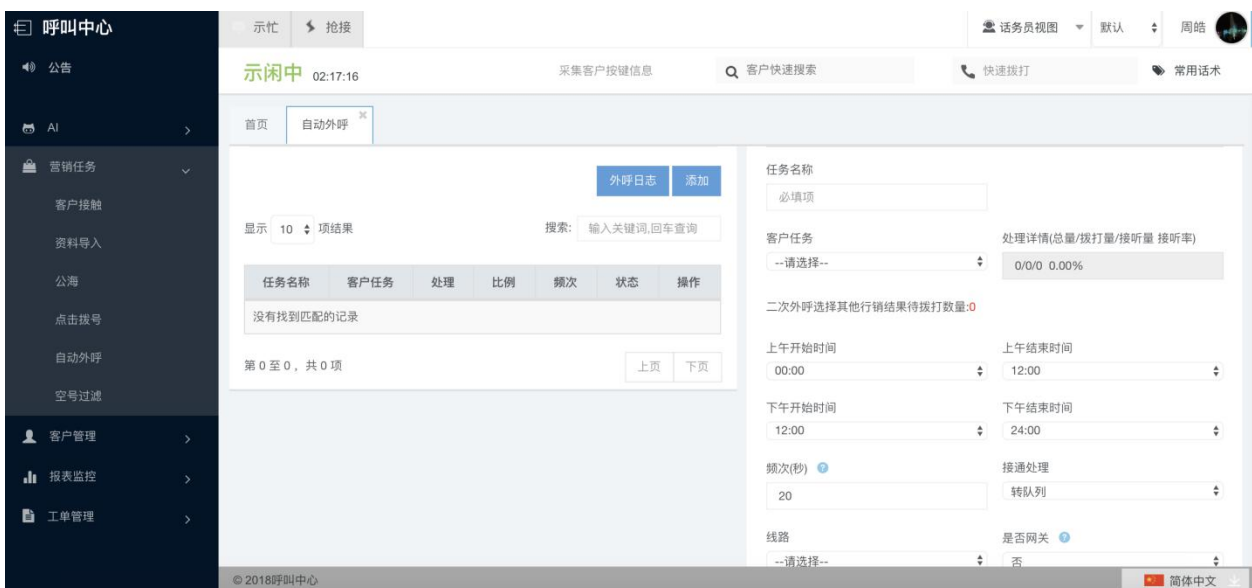 呼叫中心
示忙 抢接
话务员视图 默认 周皓
公告
示闲中 02:17:16
采集客户按键信息
客户快速搜索
快速拨打
常用话术
AI
营销任务
客户接触
资料导入
公海
点击拨号
自动外呼
空号过滤
客户管理
报表监控
工单管理
首页 自动外呼
外呼日志 添加
显示 10 项结果
搜索: 输入关键词,回车查询
任务名称 客户任务 处理 比例 频次 状态 操作
没有找到匹配的记录
第 0 至 0 , 共 0 项
上页 下页
任务名称
必填项
客户任务 处理详情(总量/拨打量/接听量 接听率)
--请选择-- 0/0/0 0.00%
二次外呼选择其他行销结果待拨打数量:0
上午开始时间 上午结束时间
00:00 12:00
下午开始时间 下午结束时间
12:00 24:00
频次(秒) 接通处理
20 转队列
线路 是否网关
--请选择-- 否
© 2018呼叫中心
简体中文